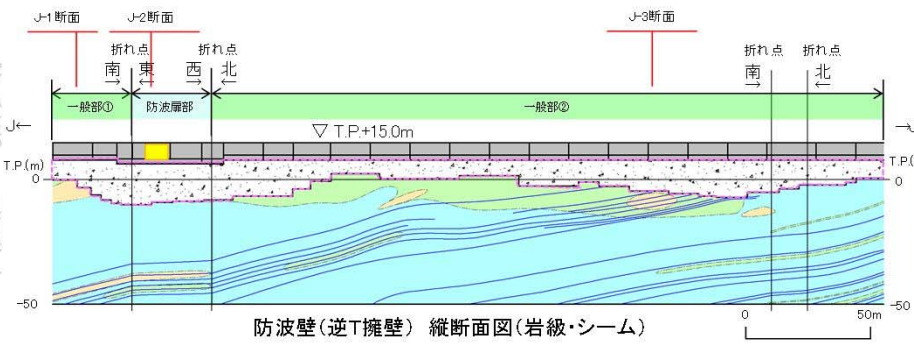 J-1断面 J-2断面 J-3断面
折れ点 折れ点 折れ点
南 東 西 北 南 北
→ ← → → → →
一般部① 防波扉部 一般部②
J← →J
▽ T.P.+15.0m
T.P.(m) T.P.(
0 0
-50 -50
防波壁(逆T擁壁) 縦断面図(岩級・シーム)
0 50m